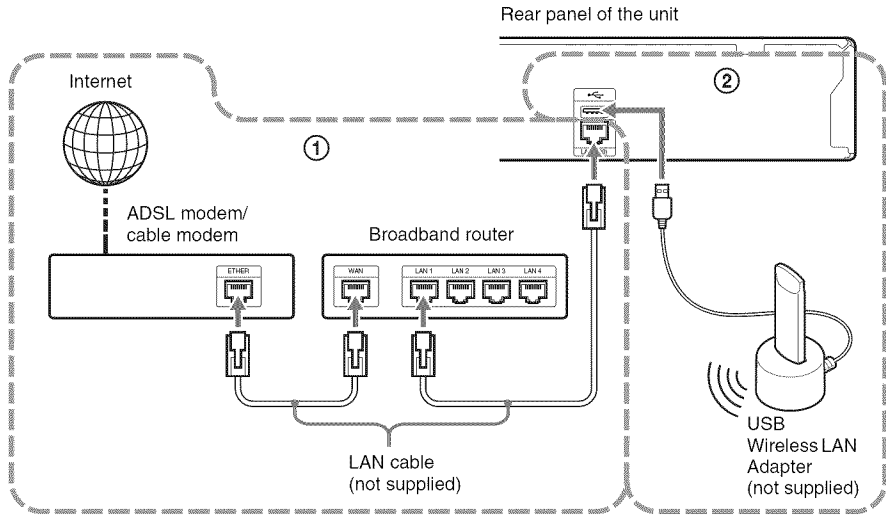 Rear panel of the unit
Internet
②
①
ADSL modem/
cable modem
Broadband router
ETHER
WAN
LAN 1
LAN 2
LAN 3
LAN 4
LAN cable
(not supplied)
USB
Wireless LAN
Adapter
(not supplied)